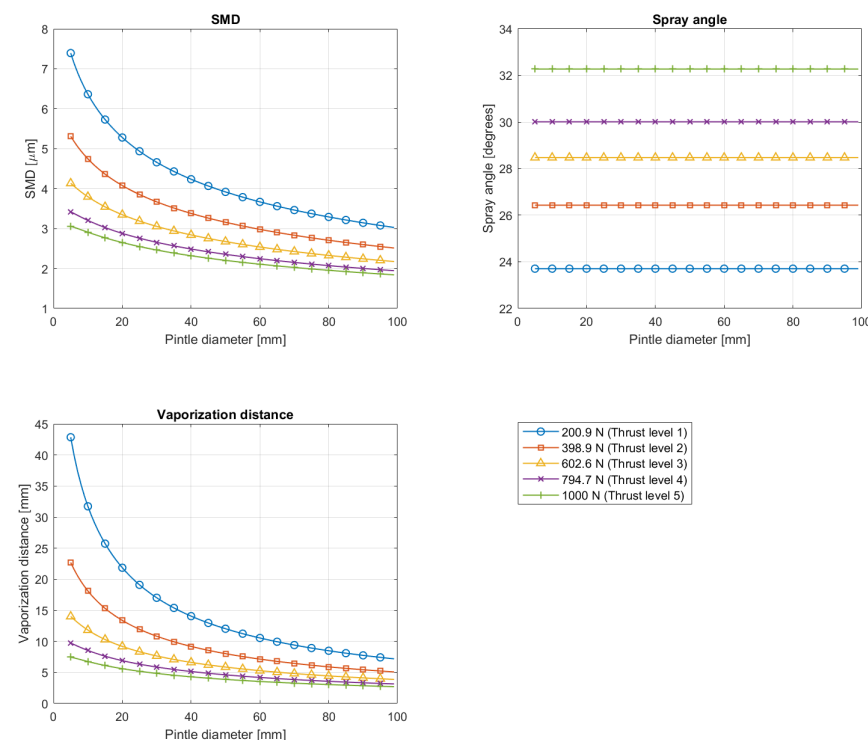 SMD
8
7
6
5
4
3
2
1
SMD [μm]
0 20 40 60 80 100
Pintle diameter [mm]
Spray angle
34
32
30
28
26
24
22
Spray angle [degrees]
0 20 40 60 80 100
Pintle diameter [mm]
Vaporization distance
45
40
35
30
25
20
15
10
5
0
Vaporization distance [mm]
0 20 40 60 80 100
Pintle diameter [mm]
200.9 N (Thrust level 1)
398.9 N (Thrust level 2)
602.6 N (Thrust level 3)
794.7 N (Thrust level 4)
1000 N (Thrust level 5)